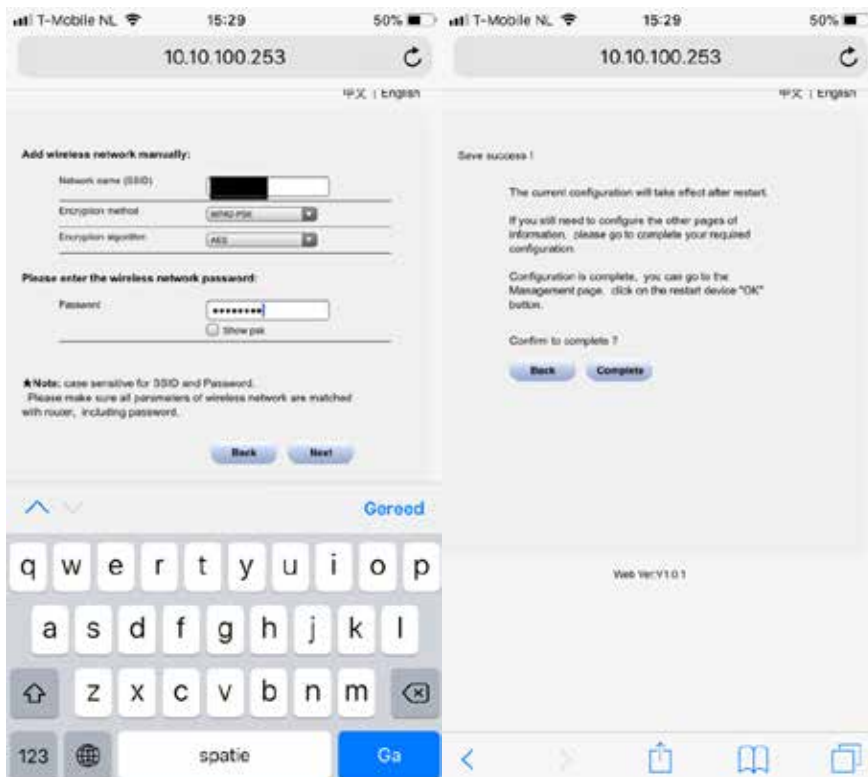 T-Mobile NL 15:29 50%
10.10.100.253
中文 | English
Add wireless network manually:
Network name (SSID)
Encryption method WPA2-PSK
Encryption algorithm AES
Please enter the wireless network password:
Password ••••••••
Show psk
★Note: case sensitive for SSID and Password.
Please make sure all parameters of wireless network are matched
with router, including password.
Back Next
Gereed
q w e r t y u i o p
a s d f g h j k l
z x c v b n m
123 spatie Ga
T-Mobile NL 15:29 50%
10.10.100.253
中文 | English
Save success !
The current configuration will take effect after restart.
If you still need to configure the other pages of
information, please go to complete your required
configuration.
Configuration is complete, you can go to the
Management page, click on the restart device "OK"
button.
Confirm to complete ?
Back Complete
Web Ver:V1.0.1